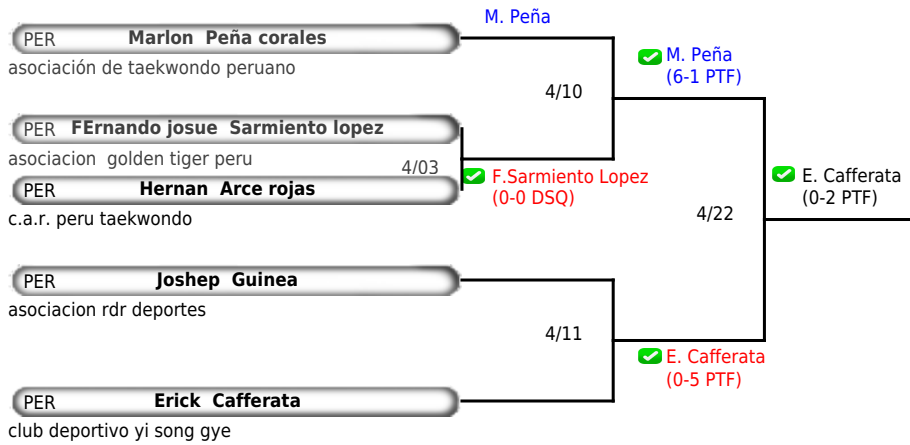 M. Peña
PER Marlon Peña corales
asociación de taekwondo peruano
M. Peña
(6-1 PTF)
4/10
PER FErnando josue Sarmiento lopez
asociacion golden tiger peru
4/03
F.Sarmiento Lopez
(0-0 DSQ)
PER Hernan Arce rojas
c.a.r. peru taekwondo
E. Cafferata
(0-2 PTF)
4/22
PER Joshep Guinea
asociacion rdr deportes
4/11
E. Cafferata
(0-5 PTF)
PER Erick Cafferata
club deportivo yi song gye